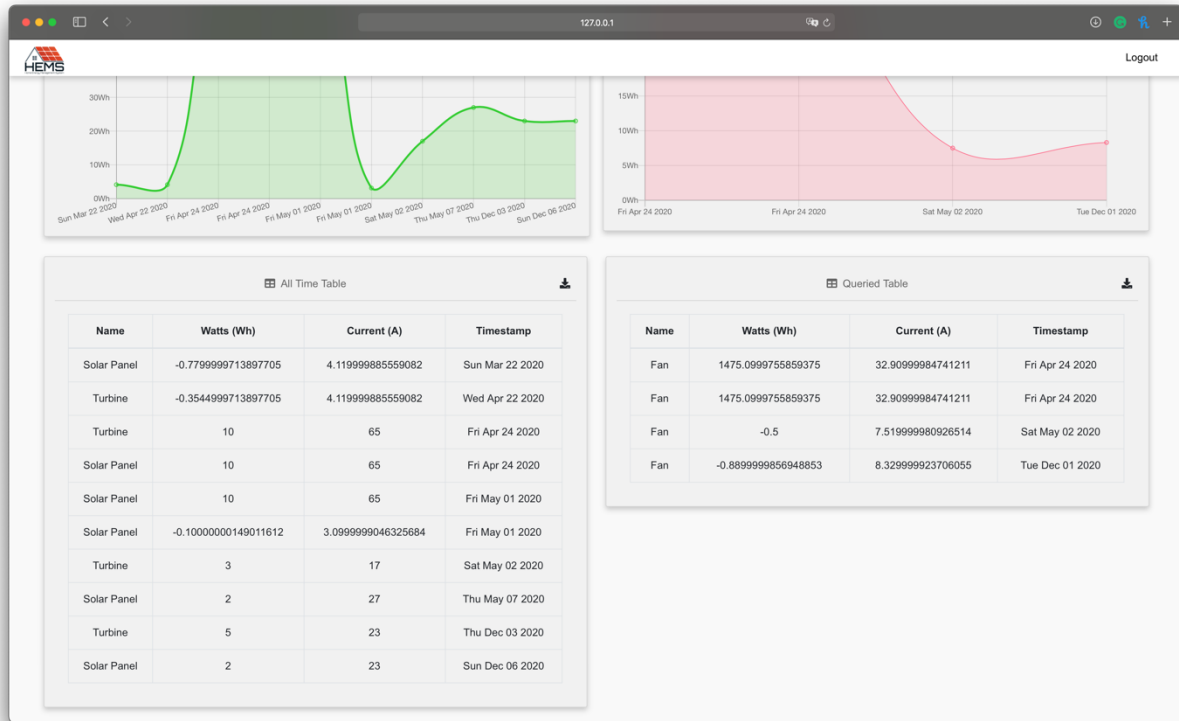 127.0.0.1
HEMS
Logout
30Wh
20Wh
10Wh
0Wh
Sun Mar 22 2020 Wed Apr 22 2020 Fri Apr 24 2020 Fri Apr 24 2020 Fri May 01 2020 Fri May 01 2020 Sat May 02 2020 Thu May 07 2020 Thu Dec 03 2020 Sun Dec 06 2020
15Wh
10Wh
5Wh
0Wh
Fri Apr 24 2020 Fri Apr 24 2020 Sat May 02 2020 Tue Dec 01 2020
All Time Table
Name Watts (Wh) Current (A) Timestamp
Solar Panel -0.7799999713897705 4.119999885559082 Sun Mar 22 2020
Turbine -0.3544999713897705 4.119999885559082 Wed Apr 22 2020
Turbine 10 65 Fri Apr 24 2020
Solar Panel 10 65 Fri Apr 24 2020
Solar Panel 10 65 Fri May 01 2020
Solar Panel -0.10000000149011612 3.0999999046325684 Fri May 01 2020
Turbine 3 17 Sat May 02 2020
Solar Panel 2 27 Thu May 07 2020
Turbine 5 23 Thu Dec 03 2020
Solar Panel 2 23 Sun Dec 06 2020
Queried Table
Name Watts (Wh) Current (A) Timestamp
Fan 1475.0999755859375 32.90999984741211 Fri Apr 24 2020
Fan 1475.0999755859375 32.90999984741211 Fri Apr 24 2020
Fan -0.5 7.519999980926514 Sat May 02 2020
Fan -0.8899999856948853 8.329999923706055 Tue Dec 01 2020